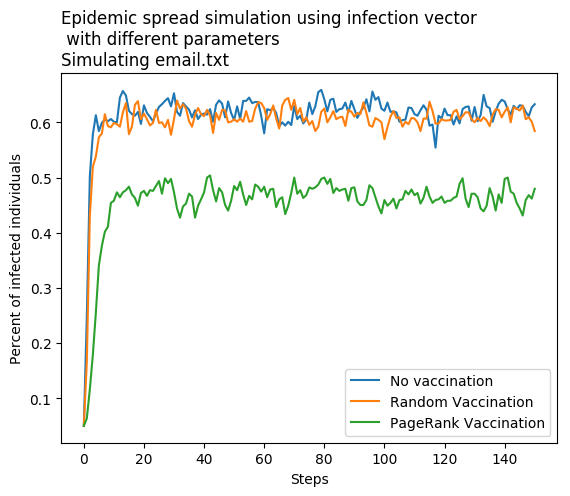 Epidemic spread simulation using infection vector
with different parameters
Simulating email.txt
Percent of infected individuals
0.6
0.5
0.4
0.3
0.2
0.1
No vaccination
Random Vaccination
PageRank Vaccination
0 20 40 60 80 100 120 140
Steps